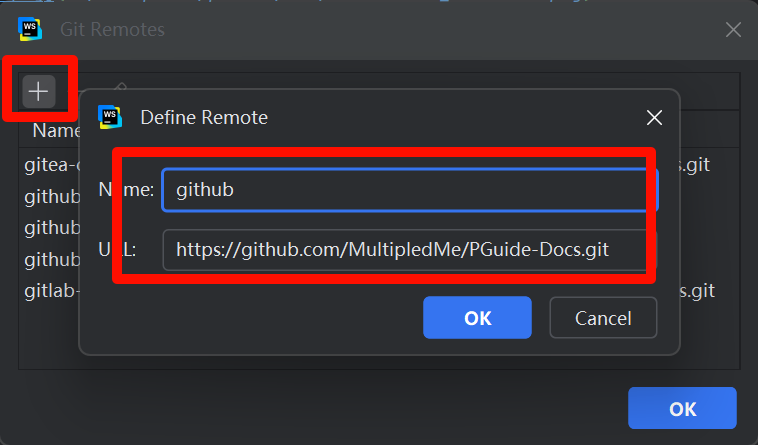 WS Git Remotes
Name
WS Define Remote
gitea-
s.git
Name: github
github
github
URL: https://github.com/MultipledMe/PGuide-Docs.git
github
gitlab-
s.git
OK Cancel
OK